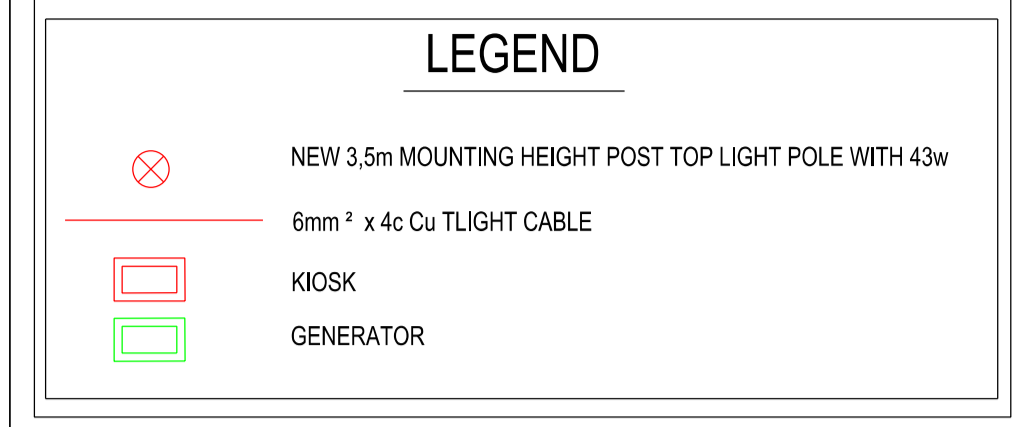 LEGEND
NEW 3,5m MOUNTING HEIGHT POST TOP LIGHT POLE WITH 43w
6mm ² x 4c Cu TLIGHT CABLE
KIOSK
GENERATOR